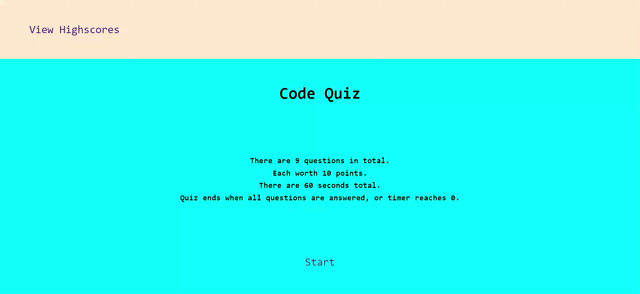 View Highscores
Code Quiz
There are 9 questions in total.
Each worth 10 points.
There are 60 seconds total.
Quiz ends when all questions are answered, or timer reaches 0.
Start